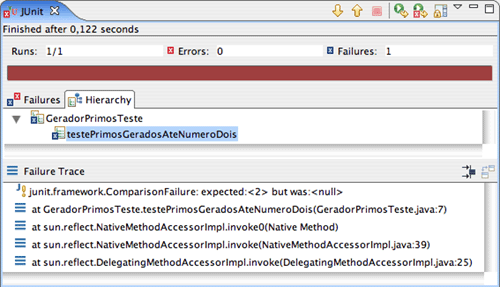 JUnit
Finished after 0,122 seconds
Runs: 1/1 Errors: 0 Failures: 1
Failures Hierarchy
GeradorPrimosTeste
testePrimosGeradosAteNumeroDois
Failure Trace
junit.framework.ComparisonFailure: expected:<2> but was:<null>
at GeradorPrimosTeste.testePrimosGeradosAteNumeroDois(GeradorPrimosTeste.java:7)
at sun.reflect.NativeMethodAccessorImpl.invoke0(Native Method)
at sun.reflect.NativeMethodAccessorImpl.invoke(NativeMethodAccessorImpl.java:39)
at sun.reflect.DelegatingMethodAccessorImpl.invoke(DelegatingMethodAccessorImpl.java:25)